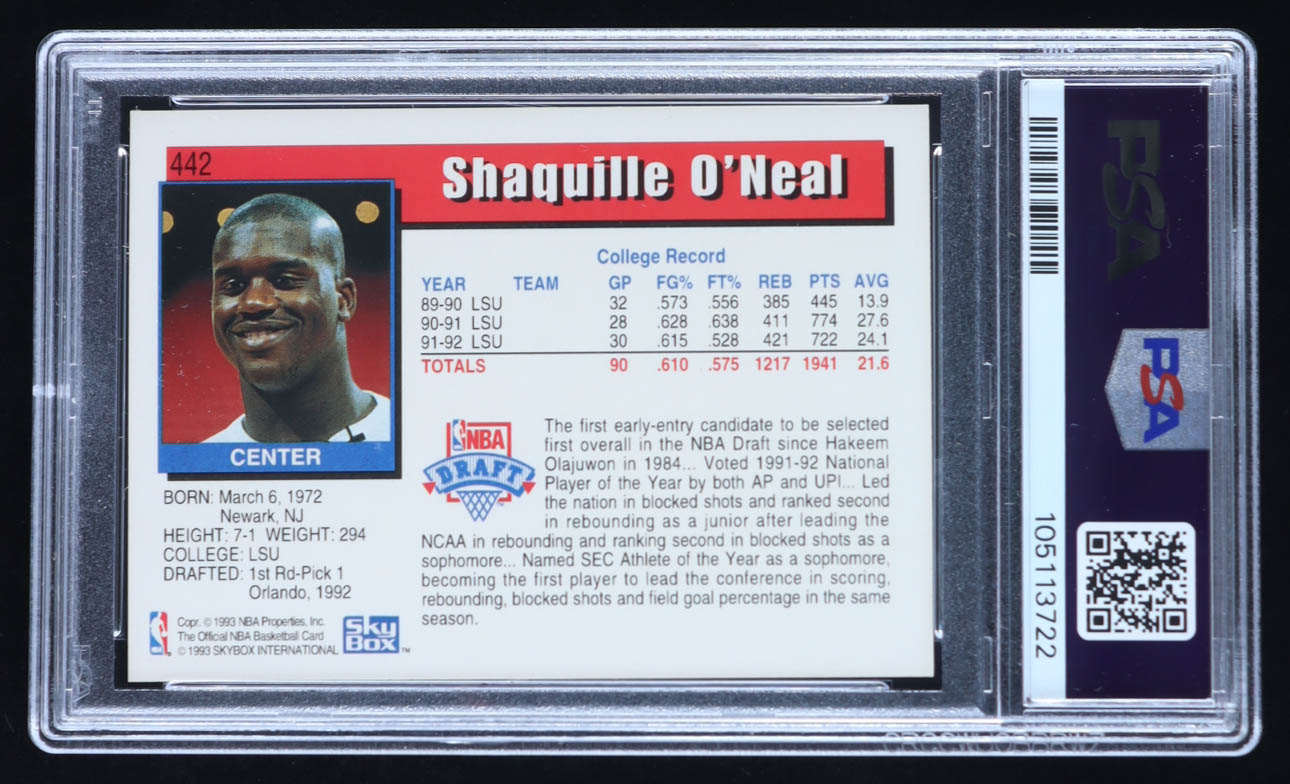 442
Shaquille O'Neal
College Record
YEAR TEAM GP FG% FT% REB PTS AVG
89-90 LSU 32 .573 .556 385 445 13.9
90-91 LSU 28 .628 .638 411 774 27.6
91-92 LSU 30 .615 .528 421 722 24.1
TOTALS 90 .610 .575 1217 1941 21.6
CENTER
BORN: March 6, 1972
Newark, NJ
HEIGHT: 7-1 WEIGHT: 294
COLLEGE: LSU
DRAFTED: 1st Rd-Pick 1
Orlando, 1992
NBA
DRAFT
The first early-entry candidate to be selected
first overall in the NBA Draft since Hakeem
Olajuwon in 1984... Voted 1991-92 National
Player of the Year by both AP and UPI... Led
the nation in blocked shots and ranked second
in rebounding as a junior after leading the
NCAA in rebounding and ranking second in blocked shots as a
sophomore... Named SEC Athlete of the Year as a sophomore,
becoming the first player to lead the conference in scoring,
rebounding, blocked shots and field goal percentage in the same
season.
Copr. © 1993 NBA Properties, Inc.
The Official NBA Basketball Card
© 1993 SKYBOX INTERNATIONAL
SkyBox™
PSA
PSA
105113722